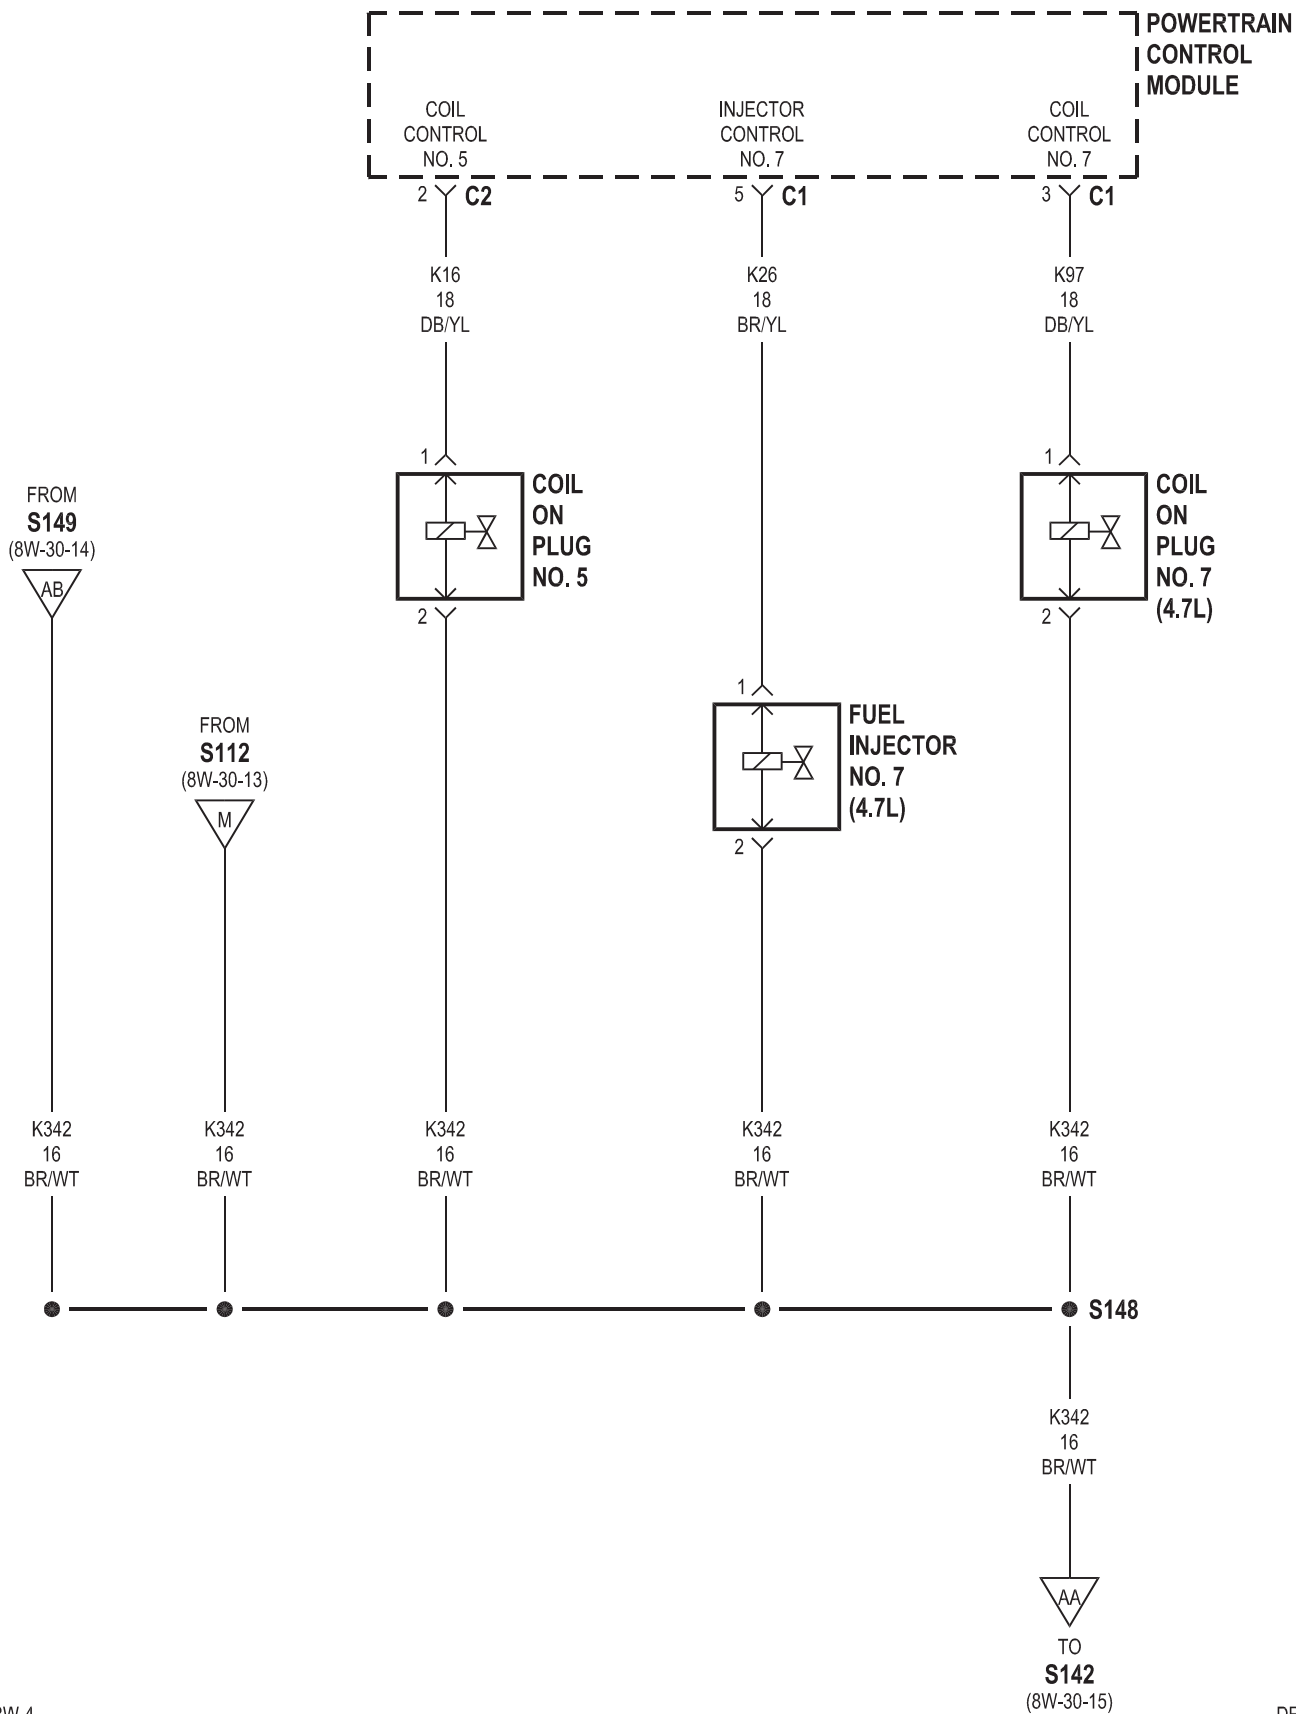 POWERTRAIN
CONTROL
MODULE
COIL
CONTROL
NO. 5
INJECTOR
CONTROL
NO. 7
COIL
CONTROL
NO. 7
2 C2
5 C1
3 C1
K16
18
DB/YL
K26
18
BR/YL
K97
18
DB/YL
1
COIL
ON
PLUG
NO. 5
2
1
COIL
ON
PLUG
NO. 7
(4.7L)
2
FROM
S149
(8W-30-14)
AB
1
FUEL
INJECTOR
NO. 7
(4.7L)
2
FROM
S112
(8W-30-13)
M
K342
16
BR/WT
K342
16
BR/WT
K342
16
BR/WT
K342
16
BR/WT
K342
16
BR/WT
S148
K342
16
BR/WT
AA
TO
S142
(8W-30-15)